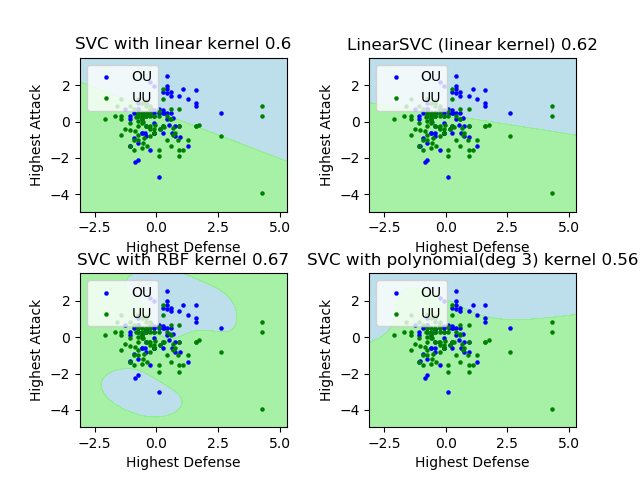 SVC with linear kernel 0.6
OU
UU
2
0
−2
−4
Highest Attack
−2.5
0.0
2.5
5.0
Highest Defense
LinearSVC (linear kernel) 0.62
OU
UU
2
0
−2
−4
Highest Attack
−2.5
0.0
2.5
5.0
Highest Defense
SVC with RBF kernel 0.67
OU
UU
2
0
−2
−4
Highest Attack
−2.5
0.0
2.5
5.0
Highest Defense
SVC with polynomial(deg 3) kernel 0.56
OU
UU
2
0
−2
−4
Highest Attack
−2.5
0.0
2.5
5.0
Highest Defense